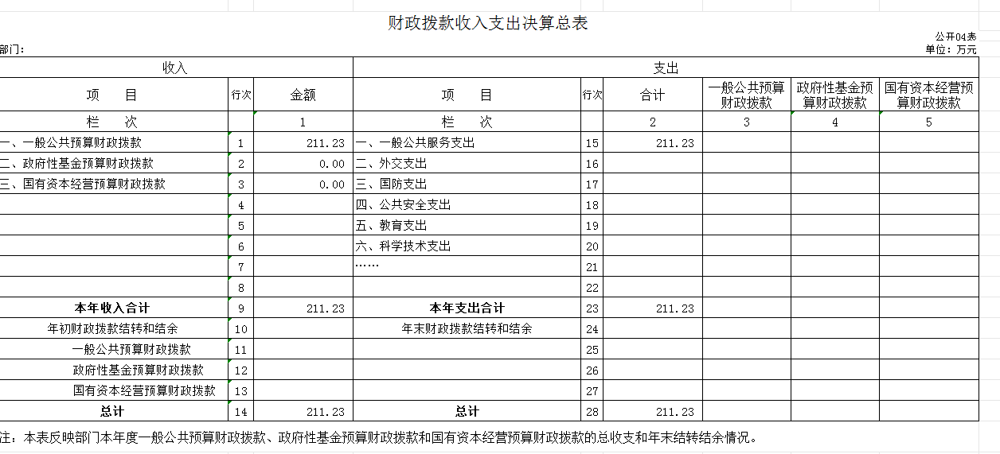 财政拨款收入支出决算总表
公开04表
部门： 单位：万元
收入 支出
项 目 行次 金额 项 目 行次 合计 一般公共预算财政拨款 政府性基金预算财政拨款 国有资本经营预算财政拨款
栏 次 1 栏 次 2 3 4 5
一、一般公共预算财政拨款 1 211.23 一、一般公共服务支出 15 211.23
二、政府性基金预算财政拨款 2 0.00 二、外交支出 16
三、国有资本经营预算财政拨款 3 0.00 三、国防支出 17
4 四、公共安全支出 18
5 五、教育支出 19
6 六、科学技术支出 20
7 …… 21
8 22
本年收入合计 9 211.23 本年支出合计 23 211.23
年初财政拨款结转和结余 10 年末财政拨款结转和结余 24
一般公共预算财政拨款 11 25
政府性基金预算财政拨款 12 26
国有资本经营预算财政拨款 13 27
总计 14 211.23 总计 28 211.23
注：本表反映部门本年度一般公共预算财政拨款、政府性基金预算财政拨款和国有资本经营预算财政拨款的总收支和年末结转结余情况。